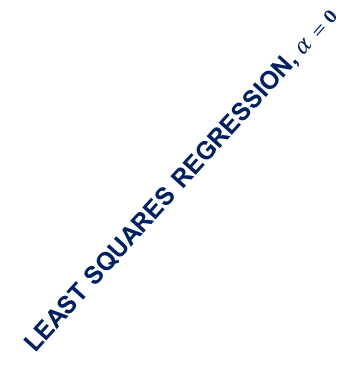 LEAST SQUARES REGRESSION, α = 0